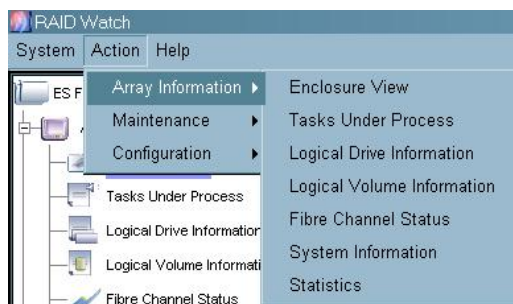 RAID Watch
System Action Help
ES F
Array Information
Maintenance
Configuration
Enclosure View
Tasks Under Process
Logical Drive Information
Logical Volume Information
Fibre Channel Status
System Information
Statistics
Tasks Under Process
Logical Drive Information
Logical Volume Informati
Fibre Channel Status